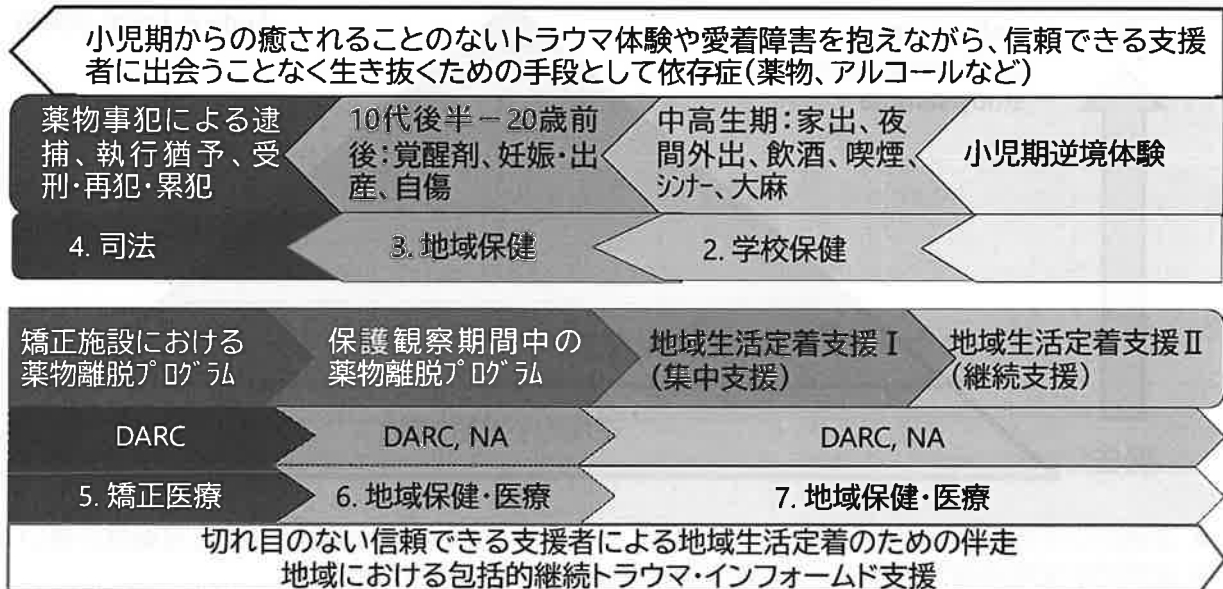 小児期からの癒されることのないトラウマ体験や愛着障害を抱えながら、信頼できる支援
者に出会うことなく生き抜くための手段として依存症(薬物、アルコールなど)
薬物事犯による逮
捕、執行猶予、受
刑・再犯・累犯
10代後半－20歳前
後:覚醒剤、妊娠・出
産、自傷
中高生期:家出、夜
間外出、飲酒、喫煙、
ｼﾝﾅｰ、大麻
小児期逆境体験
4. 司法
3. 地域保健
2. 学校保健
矯正施設における
薬物離脱ﾌﾟﾛｸﾞﾗﾑ
保護観察期間中の
薬物離脱ﾌﾟﾛｸﾞﾗﾑ
地域生活定着支援Ⅰ
(集中支援)
地域生活定着支援Ⅱ
(継続支援)
DARC
DARC, NA
DARC, NA
5. 矯正医療
6. 地域保健・医療
7. 地域保健・医療
切れ目のない信頼できる支援者による地域生活定着のための伴走
地域における包括的継続トラウマ・インフォームド支援